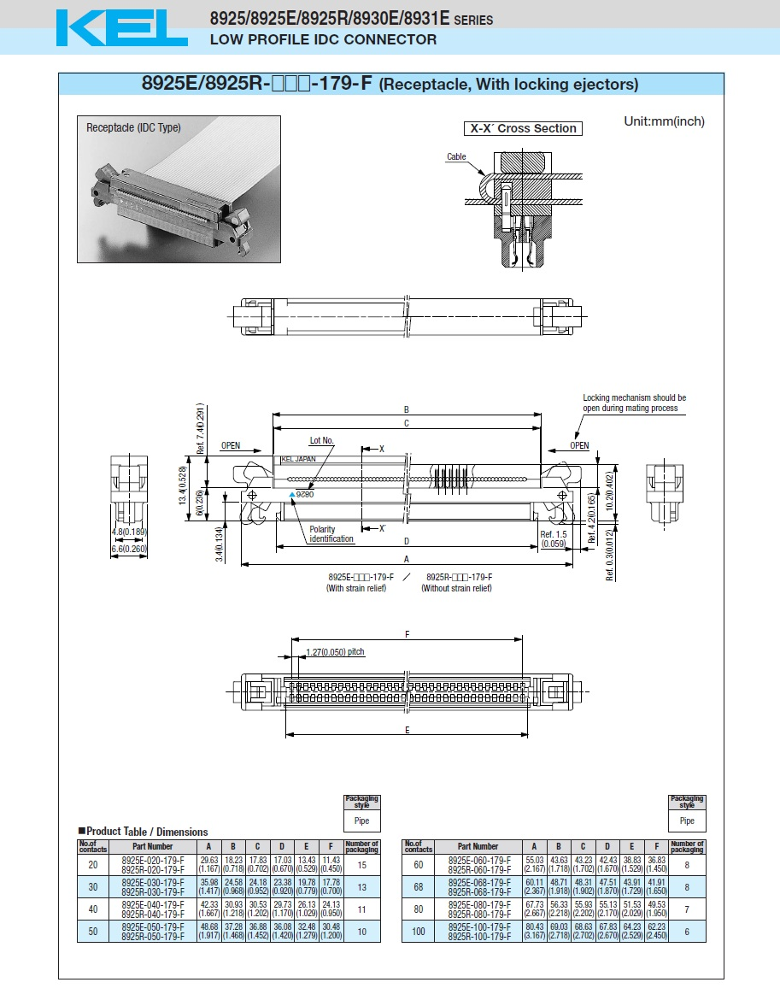 KEL
8925/8925E/8925R/8930E/8931E SERIES
LOW PROFILE IDC CONNECTOR
8925E/8925R-□□□-179-F (Receptacle, With locking ejectors)
Receptacle (IDC Type)
X-X´ Cross Section
Unit:mm(inch)
Cable
Locking mechanism should be
open during mating process
B
C
OPEN
Lot No.
X
OPEN
KEL JAPAN
0826
Ref. 7.4(0.291)
13.4(0.528)
6(0.236)
3.4(0.134)
4.8(0.189)
6.6(0.260)
Polarity
identification
X´
D
A
Ref. 1.5
(0.059)
Ref. 4.2(0.165)
10.2(0.402)
Ref. 0.3(0.012)
8925E-□□□-179-F / 8925R-□□□-179-F
(With strain relief) (Without strain relief)
F
1.27(0.050) pitch
E
■Product Table / Dimensions
Packaging
style
Pipe
No.of
contacts Part Number A B C D E F Number of
packaging
20 8925E-020-179-F 29.63 18.23 17.83 17.03 13.43 11.43 15
8925R-020-179-F (1.167) (0.718) (0.702) (0.670) (0.529) (0.450)
30 8925E-030-179-F 35.98 24.58 24.18 23.38 19.78 17.78 13
8925R-030-179-F (1.417) (0.968) (0.952) (0.920) (0.779) (0.700)
40 8925E-040-179-F 42.33 30.93 30.53 29.73 26.13 24.13 11
8925R-040-179-F (1.667) (1.218) (1.202) (1.170) (1.029) (0.950)
50 8925E-050-179-F 48.68 37.28 36.88 36.08 32.48 30.48 10
8925R-050-179-F (1.917) (1.468) (1.452) (1.420) (1.279) (1.200)
Packaging
style
Pipe
No.of
contacts Part Number A B C D E F Number of
packaging
60 8925E-060-179-F 55.03 43.63 43.23 42.43 38.83 36.83 8
8925R-060-179-F (2.167) (1.718) (1.702) (1.670) (1.529) (1.450)
68 8925E-068-179-F 60.11 48.71 48.31 47.51 43.91 41.91 8
8925R-068-179-F (2.367) (1.918) (1.902) (1.870) (1.729) (1.650)
80 8925E-080-179-F 67.73 56.33 55.93 55.13 51.53 49.53 7
8925R-080-179-F (2.667) (2.218) (2.202) (2.170) (2.029) (1.950)
100 8925E-100-179-F 80.43 69.03 68.63 67.83 64.23 62.23 6
8925R-100-179-F (3.167) (2.718) (2.702) (2.670) (2.529) (2.450)